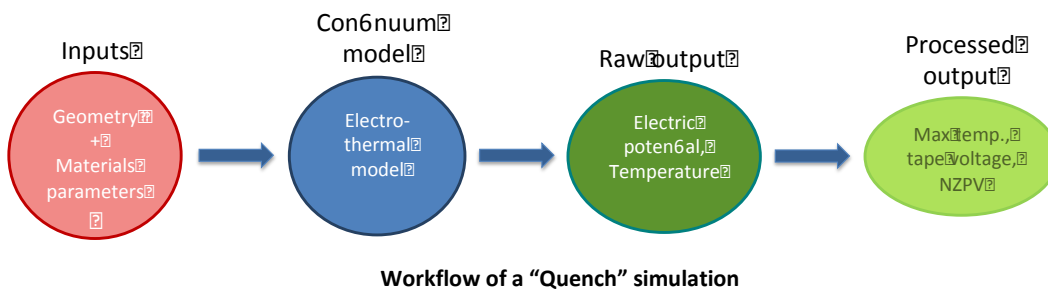 Inputs⍰
Geometry⍰⍰
+⍰
Materials⍰
parameters⍰
⍰
Con6nuum⍰
model⍰
Electro-
thermal⍰
model⍰
Raw⍰output⍰
Electric⍰
poten6al,⍰
Temperature⍰
Processed⍰
output⍰
Max⍰temp.,⍰
tape⍰voltage,⍰
NZPV⍰
Workflow of a “Quench” simulation